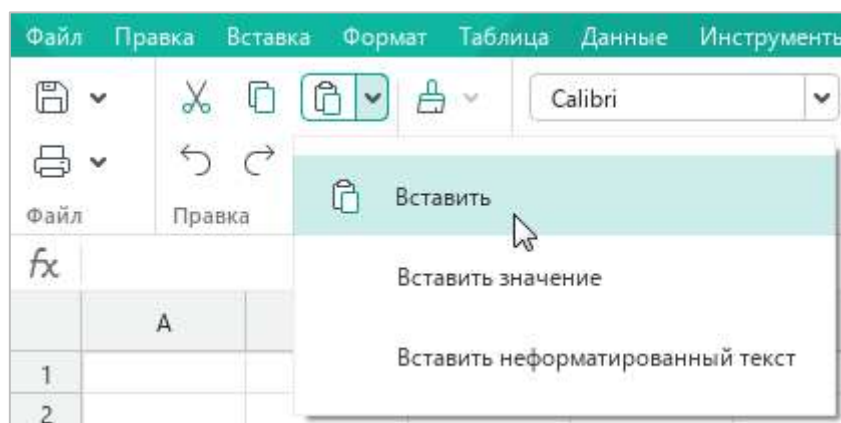 Файл Правка Вставка Формат Таблица Данные Инструменты
Calibri
Файл Правка
Вставить
fx
Вставить значение
A
Вставить неформатированный текст
1
2